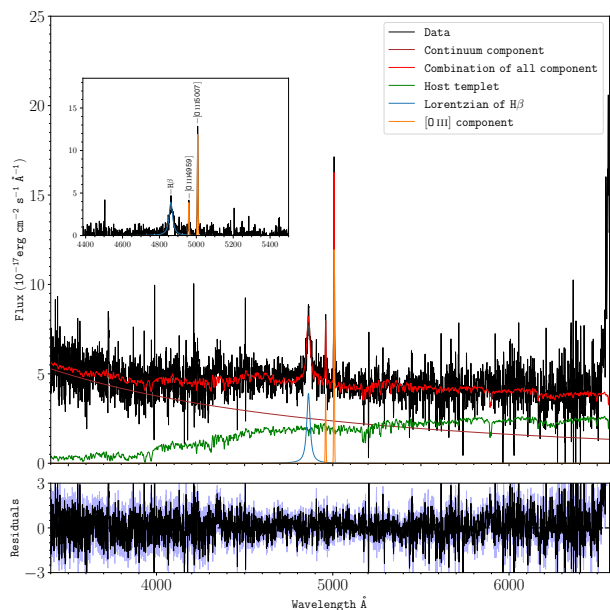 25
20
15
10
5
0
Flux (10⁻¹⁷erg cm⁻² s⁻¹ Å⁻¹)
Data
Continuum component
Combination of all component
Host templet
Lorentzian of Hβ
[O III] component
15
10
5
0
Hβ
[O III]4959
[O III]5007
4400 4600 4800 5000 5200 5400
3
0
−3
Residuals
4000 5000 6000
Wavelength Å